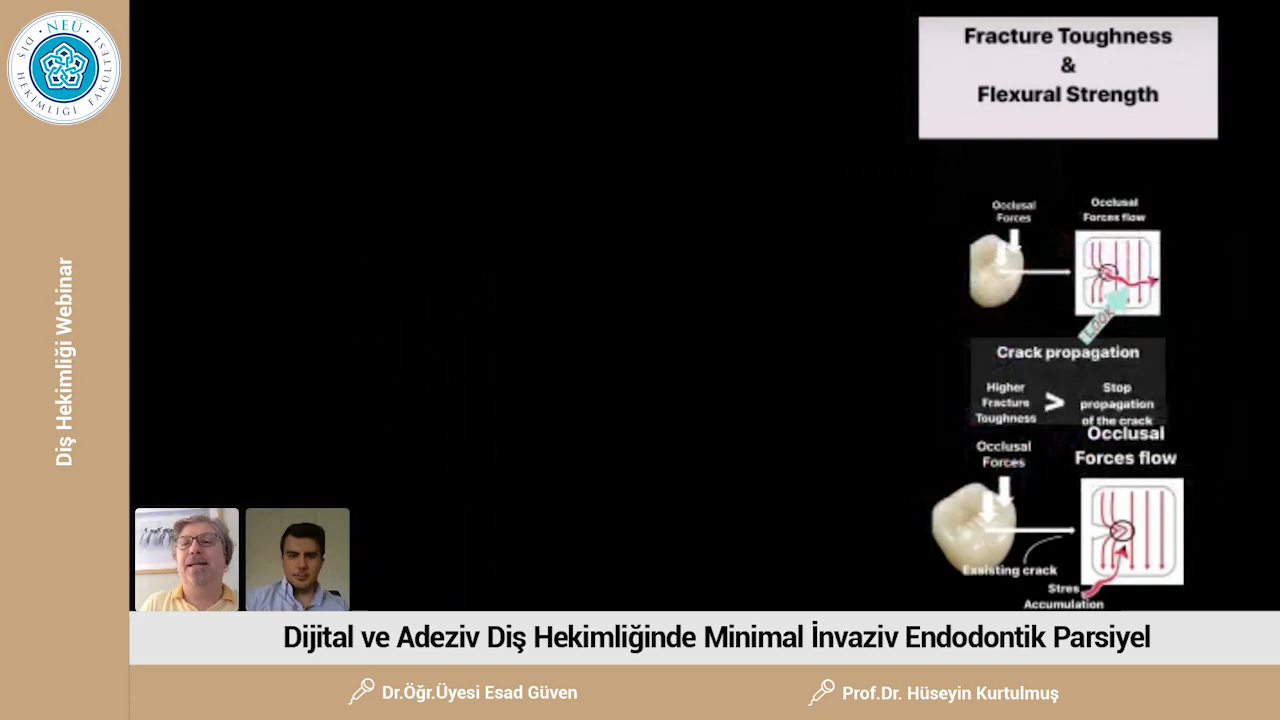 NEÜ
DİŞ HEKİMLİĞİ FAKÜLTESİ
Diş Hekimliği Webinar
Fracture Toughness
&
Flexural Strength
Occlusal
Forces
Occlusal
Forces flow
LOOK
Crack propagation
Higher
Fracture
Toughness
>
Stop
propagation
of the crack
Occlusal
Forces
Occlusal
Forces flow
Exsisting crack
Stres
Accumulation
Dijital ve Adeziv Diş Hekimliğinde Minimal İnvaziv Endodontik Parsiyel
Dr.Öğr.Üyesi Esad Güven
Prof.Dr. Hüseyin Kurtulmuş